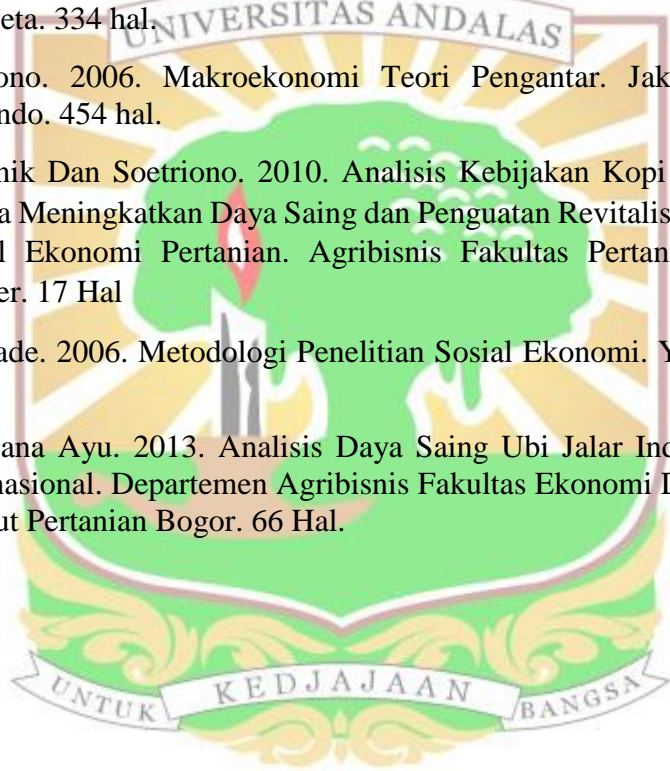 eta. 334 hal.
UNIVERSITAS ANDALAS
ono. 2006. Makroekonomi Teori Pengantar. Jak
ndo. 454 hal.
nik Dan Soetriono. 2010. Analisis Kebijakan Kopi
a Meningkatkan Daya Saing dan Penguatan Revitalis
l Ekonomi Pertanian. Agribisnis Fakultas Pertan
er. 17 Hal
ade. 2006. Metodologi Penelitian Sosial Ekonomi. Y
ana Ayu. 2013. Analisis Daya Saing Ubi Jalar Ind
nasional. Departemen Agribisnis Fakultas Ekonomi D
ut Pertanian Bogor. 66 Hal.
UNTUK KEDJAJAAN BANGSA